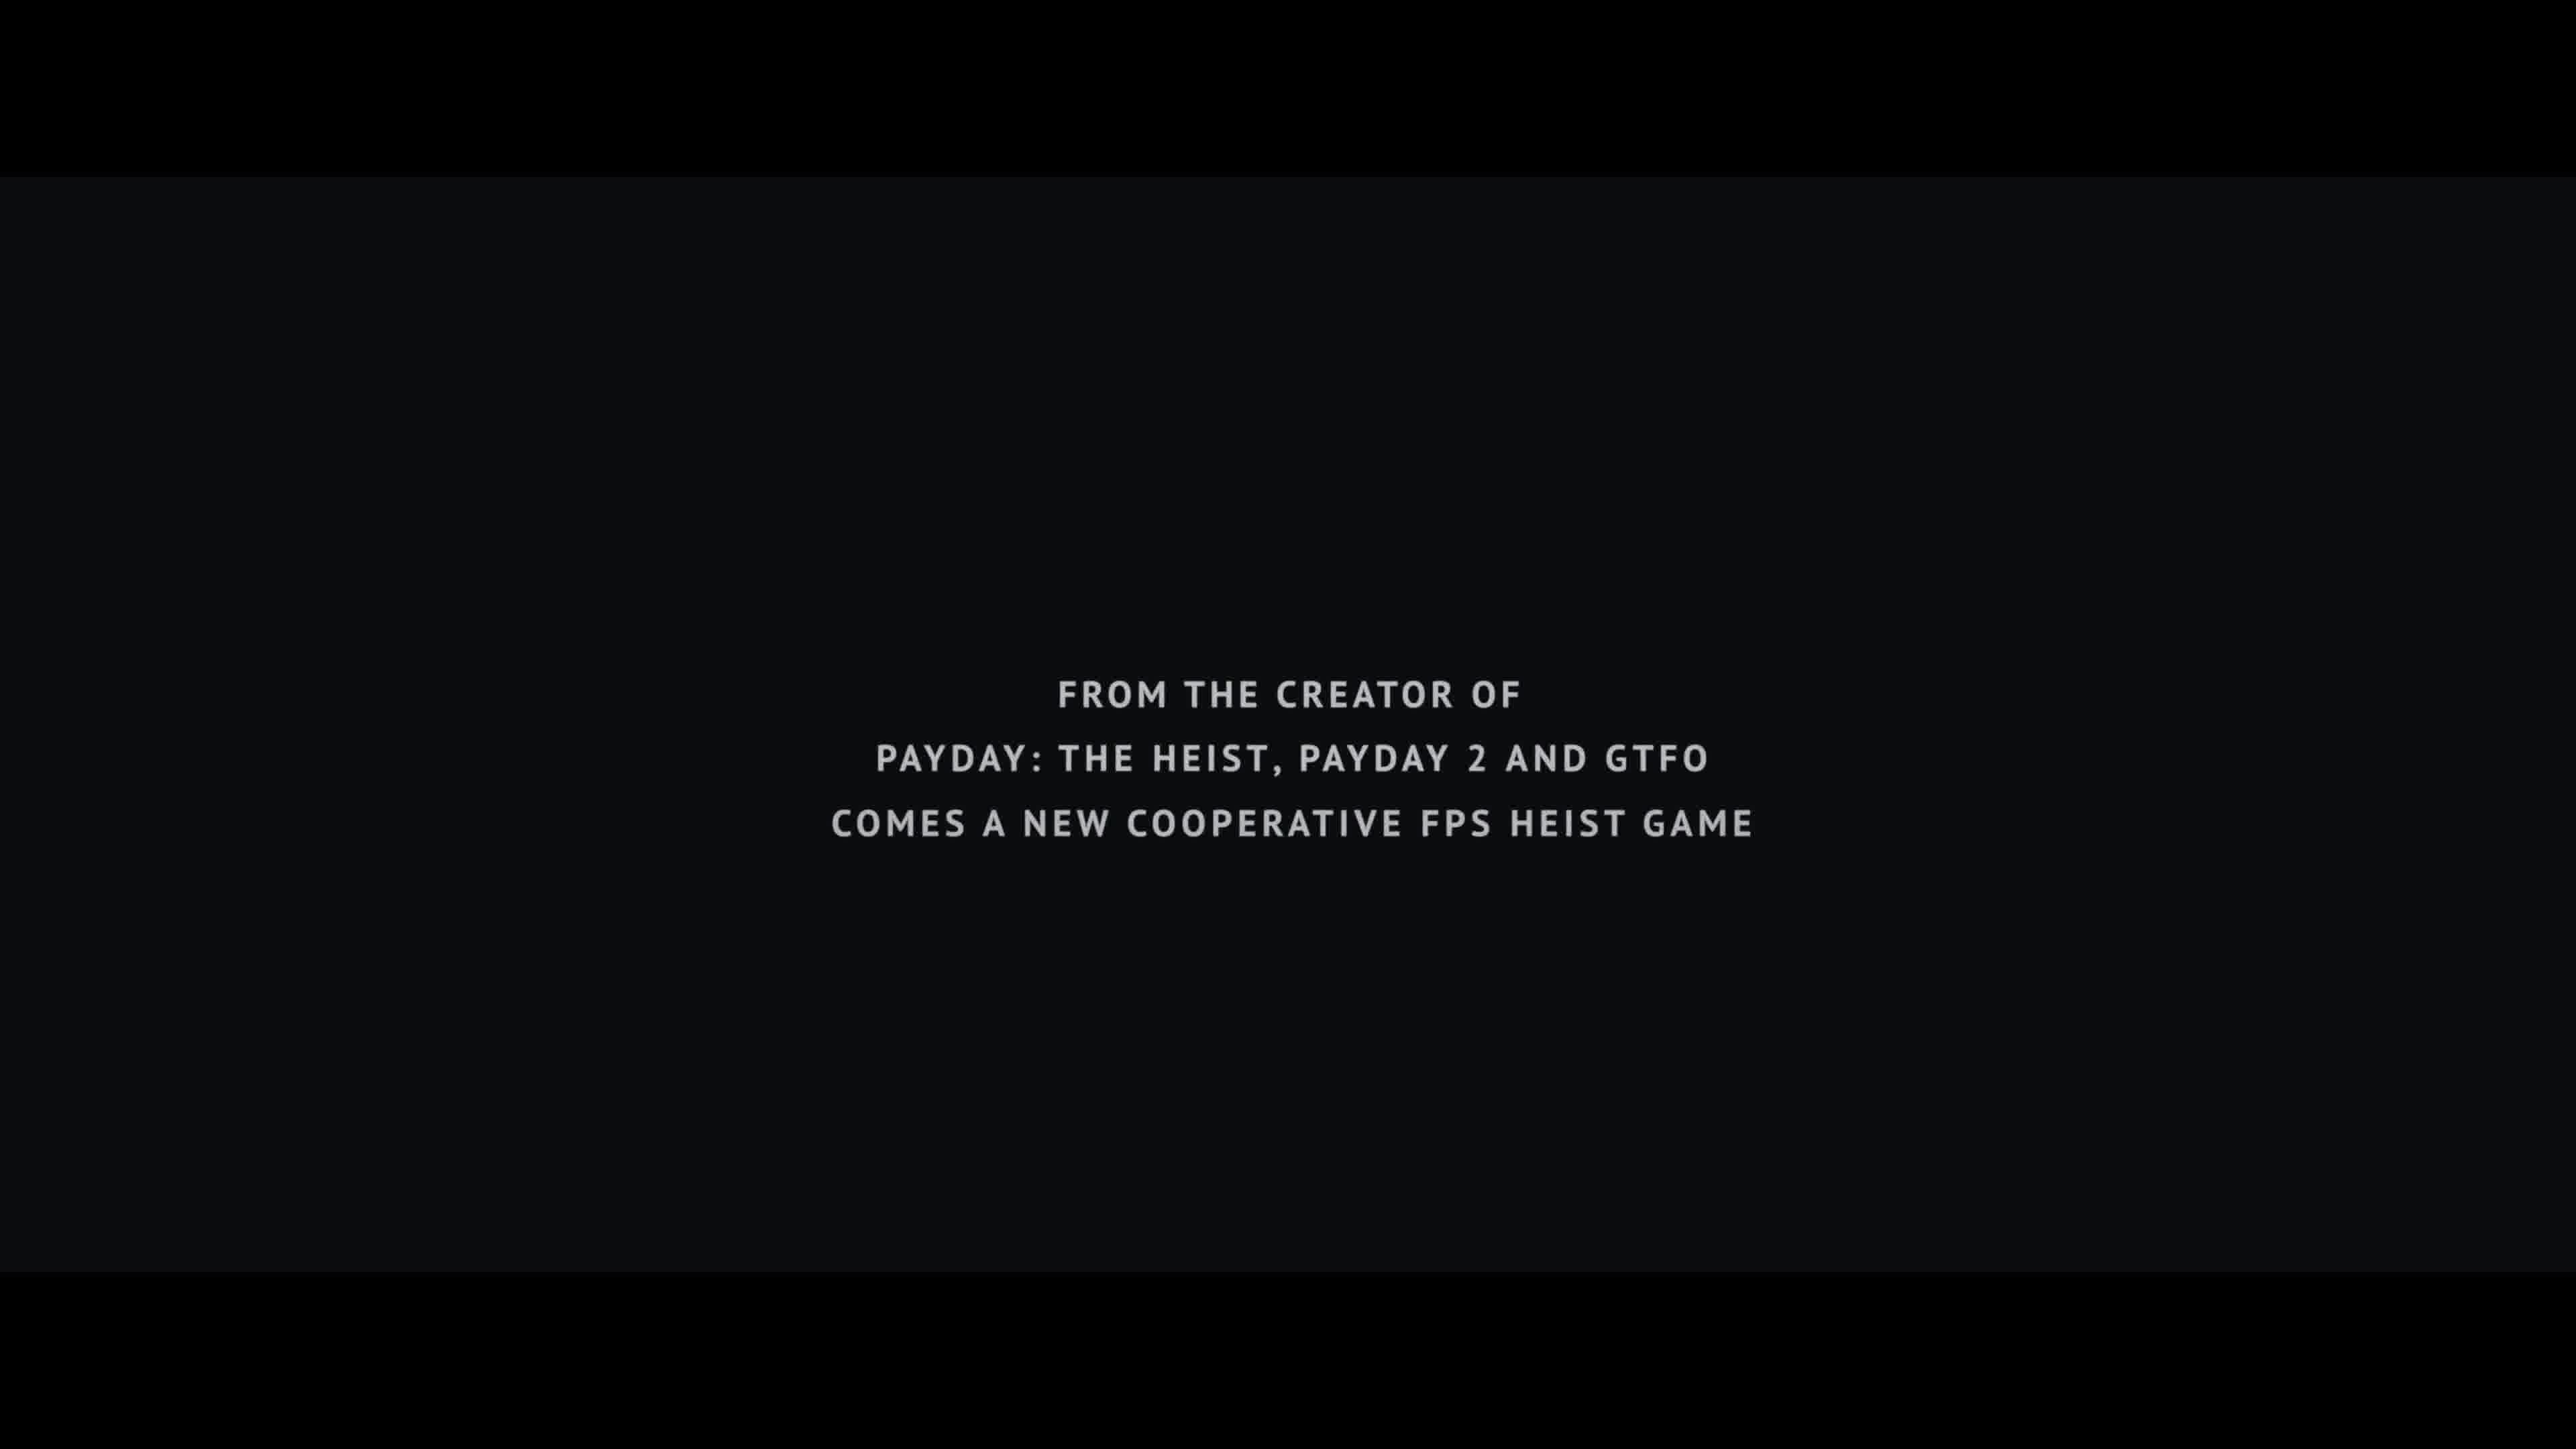 FROM THE CREATOR OF
PAYDAY: THE HEIST, PAYDAY 2 AND GTFO
COMES A NEW COOPERATIVE FPS HEIST GAME